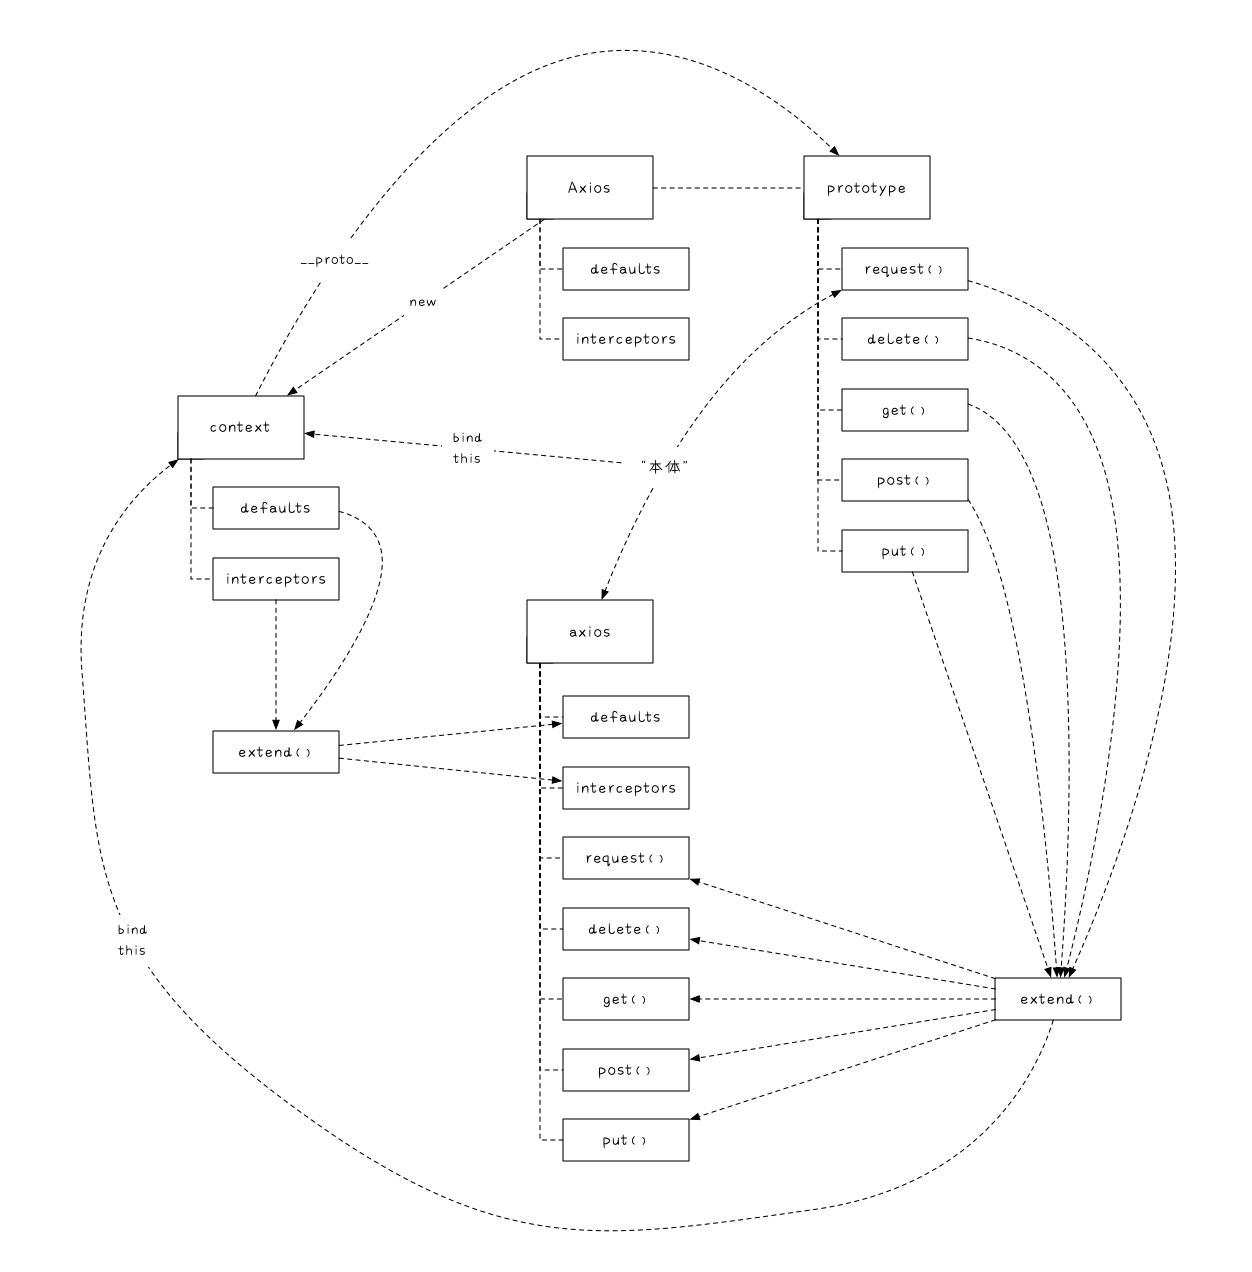 Axios
prototype
__proto__
defaults
request()
new
interceptors
delete()
get()
context
bind
this
“本体”
post()
defaults
put()
interceptors
axios
defaults
extend()
interceptors
request()
delete()
bind
this
get()
extend()
post()
put()